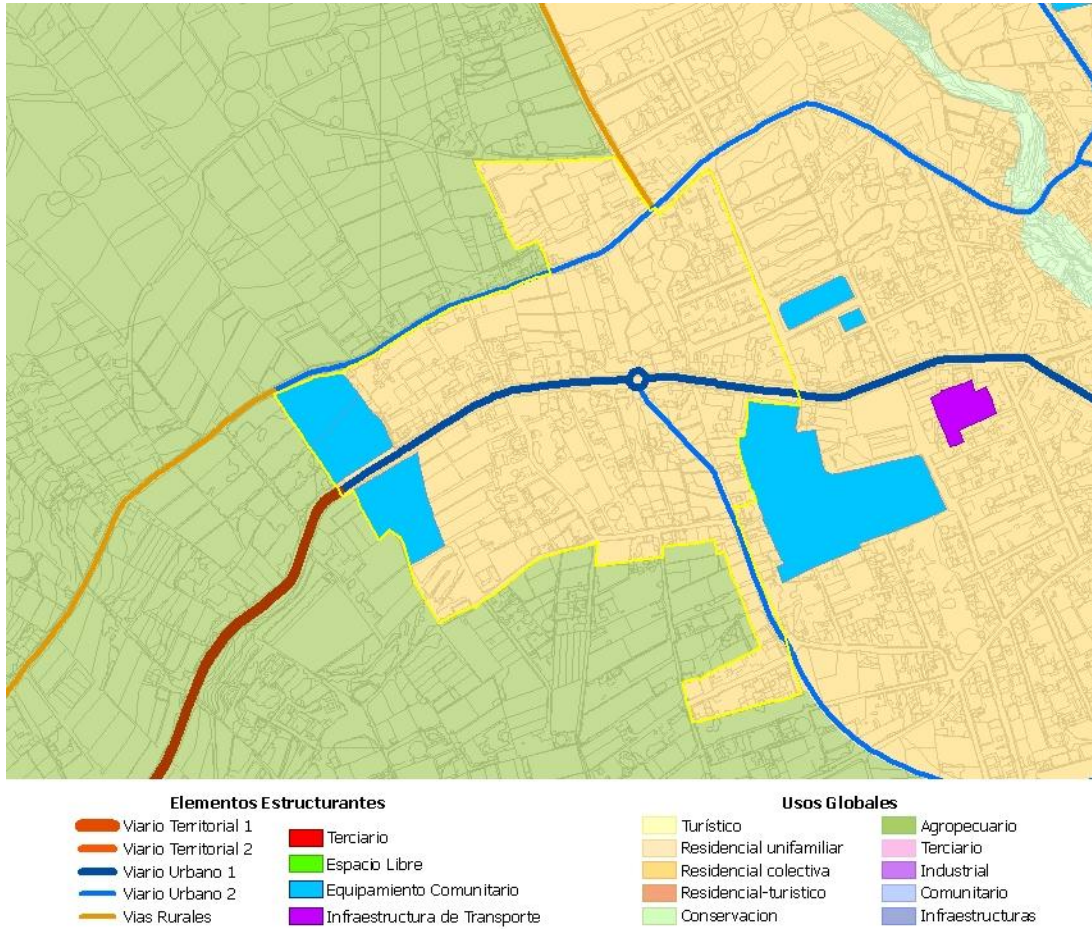 Elementos Estructurantes
Viario Territorial 1
Viario Territorial 2
Viario Urbano 1
Viario Urbano 2
Vias Rurales
Terciario
Espacio Libre
Equipamiento Comunitario
Infraestructura de Transporte
Usos Globales
Turístico
Residencial unifamiliar
Residencial colectiva
Residencial-turistico
Conservacion
Agropecuario
Terciario
Industrial
Comunitario
Infraestructuras